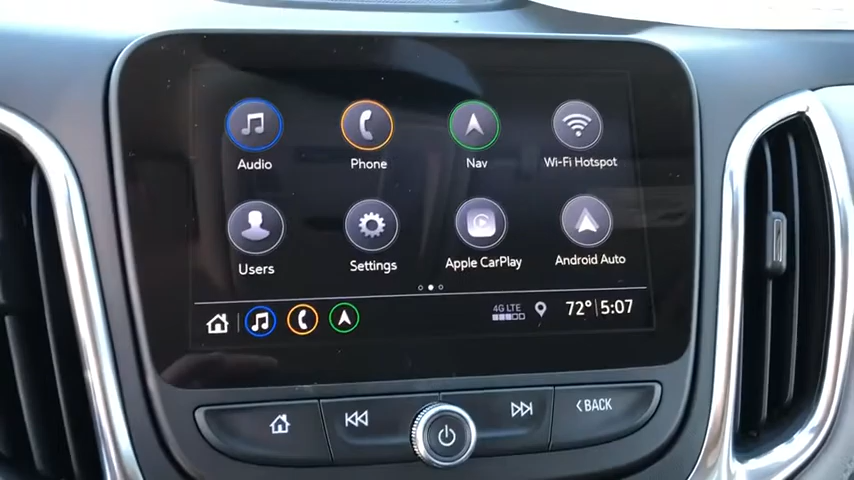 Audio
Phone
Nav
Wi-Fi Hotspot
Users
Settings
Apple CarPlay
Android Auto
4G LTE
72° 5:07
BACK